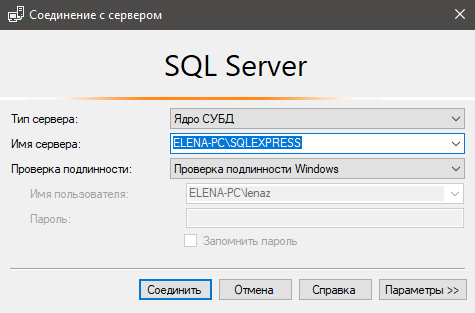 Соединение с сервером
SQL Server
Тип сервера: Ядро СУБД
Имя сервера: ELENA-PC\SQLEXPRESS
Проверка подлинности: Проверка подлинности Windows
Имя пользователя: ELENA-PC\lenaz
Пароль:
Запомнить пароль
Соединить Отмена Справка Параметры >>